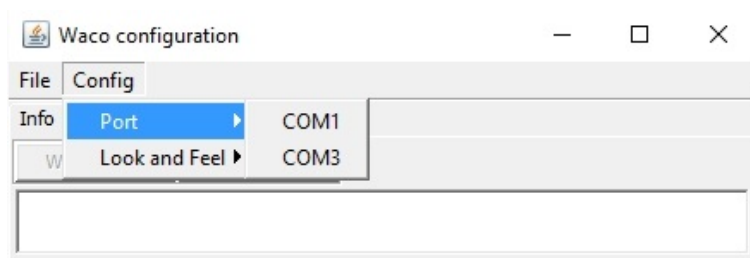 Waco configuration
File Config
Info Port COM1
W Look and Feel COM3